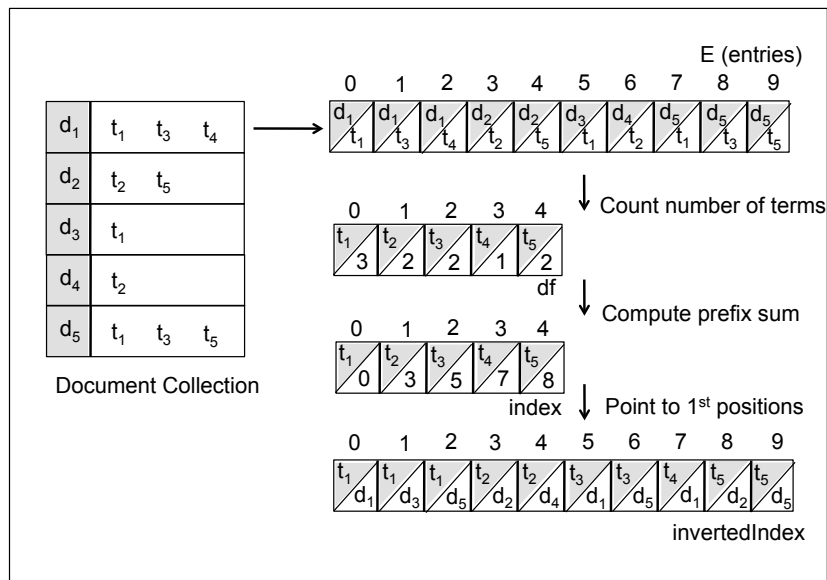 E (entries)
0 1 2 3 4 5 6 7 8 9
d1 t1 d1 t3 d1 t4 d2 t2 d2 t5 d3 t1 d4 t2 d5 t1 d5 t3 d5 t5
d1 t1 t3 t4
d2 t2 t5
d3 t1
d4 t2
d5 t1 t3 t5
Document Collection
Count number of terms
0 1 2 3 4
t1 3 t2 2 t3 2 t4 1 t5 2
df
Compute prefix sum
0 1 2 3 4
t1 0 t2 3 t3 5 t4 7 t5 8
index
Point to 1st positions
0 1 2 3 4 5 6 7 8 9
t1 d1 t1 d3 t1 d5 t2 d2 t2 d4 t3 d1 t3 d5 t4 d1 t5 d2 t5 d5
invertedIndex